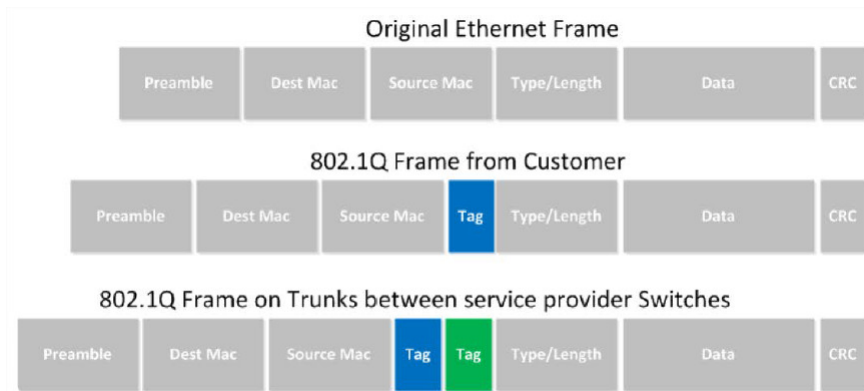 Original Ethernet Frame
Preamble Dest Mac Source Mac Type/Length Data CRC
802.1Q Frame from Customer
Preamble Dest Mac Source Mac Tag Type/Length Data CRC
802.1Q Frame on Trunks between service provider Switches
Preamble Dest Mac Source Mac Tag Tag Type/Length Data CRC